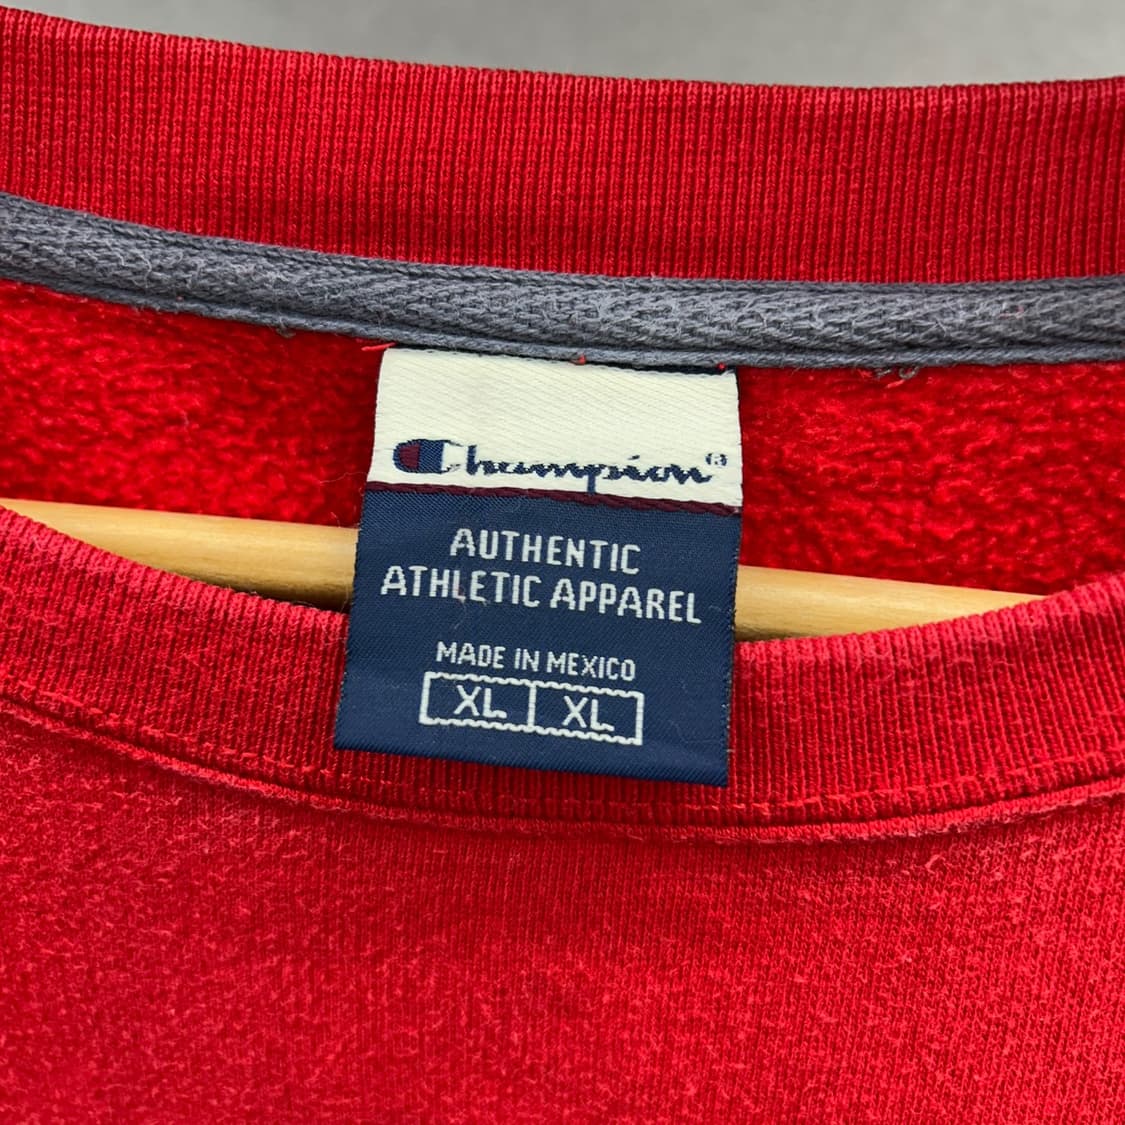 Champion®
AUTHENTIC
ATHLETIC APPAREL
MADE IN MEXICO
XL XL